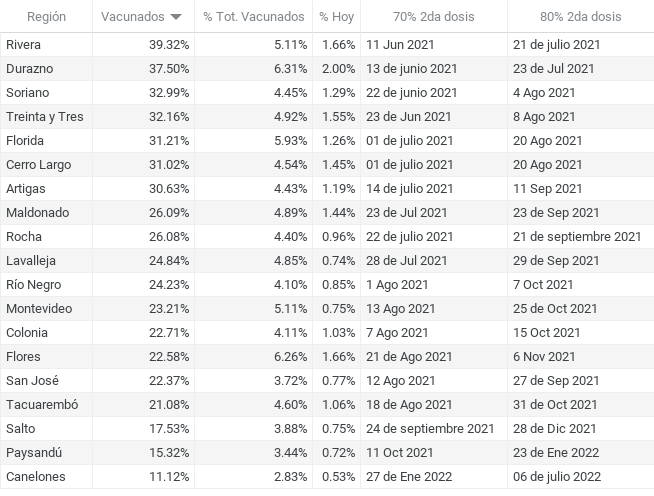 Región Vacunados % Tot. Vacunados % Hoy 70% 2da dosis 80% 2da dosis
Rivera 39.32% 5.11% 1.66% 11 Jun 2021 21 de julio 2021
Durazno 37.50% 6.31% 2.00% 13 de junio 2021 23 de Jul 2021
Soriano 32.99% 4.45% 1.29% 22 de junio 2021 4 Ago 2021
Treinta y Tres 32.16% 4.92% 1.55% 23 de Jun 2021 8 Ago 2021
Florida 31.21% 5.93% 1.26% 01 de julio 2021 20 Ago 2021
Cerro Largo 31.02% 4.54% 1.45% 01 de julio 2021 20 Ago 2021
Artigas 30.63% 4.43% 1.19% 14 de julio 2021 11 Sep 2021
Maldonado 26.09% 4.89% 1.44% 23 de Jul 2021 23 de Sep 2021
Rocha 26.08% 4.40% 0.96% 22 de julio 2021 21 de septiembre 2021
Lavalleja 24.84% 4.85% 0.74% 28 de Jul 2021 29 de Sep 2021
Río Negro 24.23% 4.10% 0.85% 1 Ago 2021 7 Oct 2021
Montevideo 23.21% 5.11% 0.75% 13 Ago 2021 25 de Oct 2021
Colonia 22.71% 4.11% 1.03% 7 Ago 2021 15 Oct 2021
Flores 22.58% 6.26% 1.66% 21 de Ago 2021 6 Nov 2021
San José 22.37% 3.72% 0.77% 12 Ago 2021 27 de Sep 2021
Tacuarembó 21.08% 4.60% 1.06% 18 de Ago 2021 31 de Oct 2021
Salto 17.53% 3.88% 0.75% 24 de septiembre 2021 28 de Dic 2021
Paysandú 15.32% 3.44% 0.72% 11 Oct 2021 23 de Ene 2022
Canelones 11.12% 2.83% 0.53% 27 de Ene 2022 06 de julio 2022